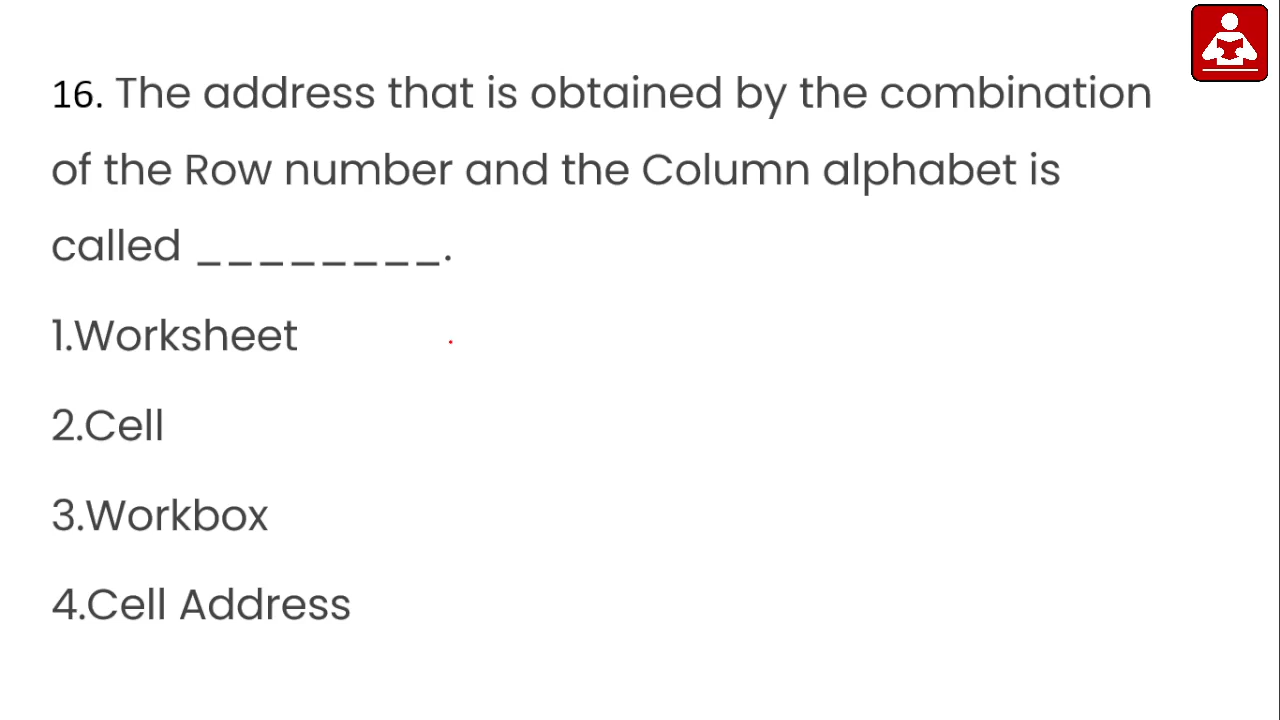 16. The address that is obtained by the combination
of the Row number and the Column alphabet is
called ________.
1.Worksheet
2.Cell
3.Workbox
4.Cell Address